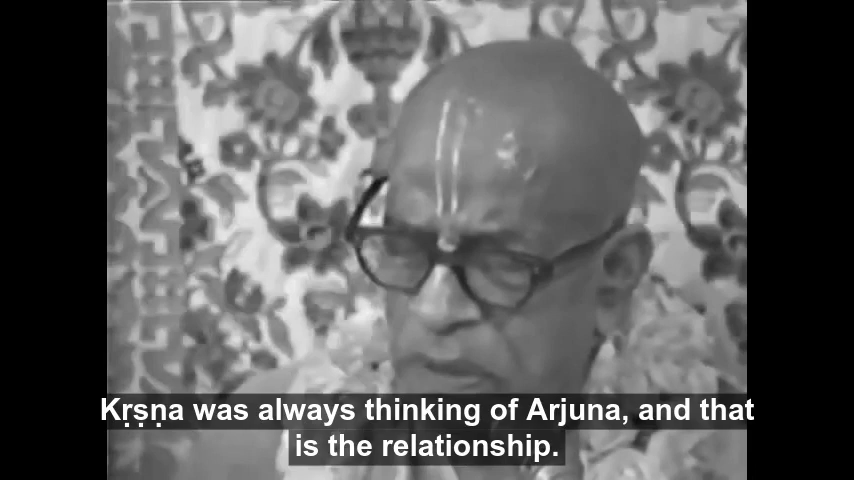 Kṛṣṇa was always thinking of Arjuna, and that
is the relationship.